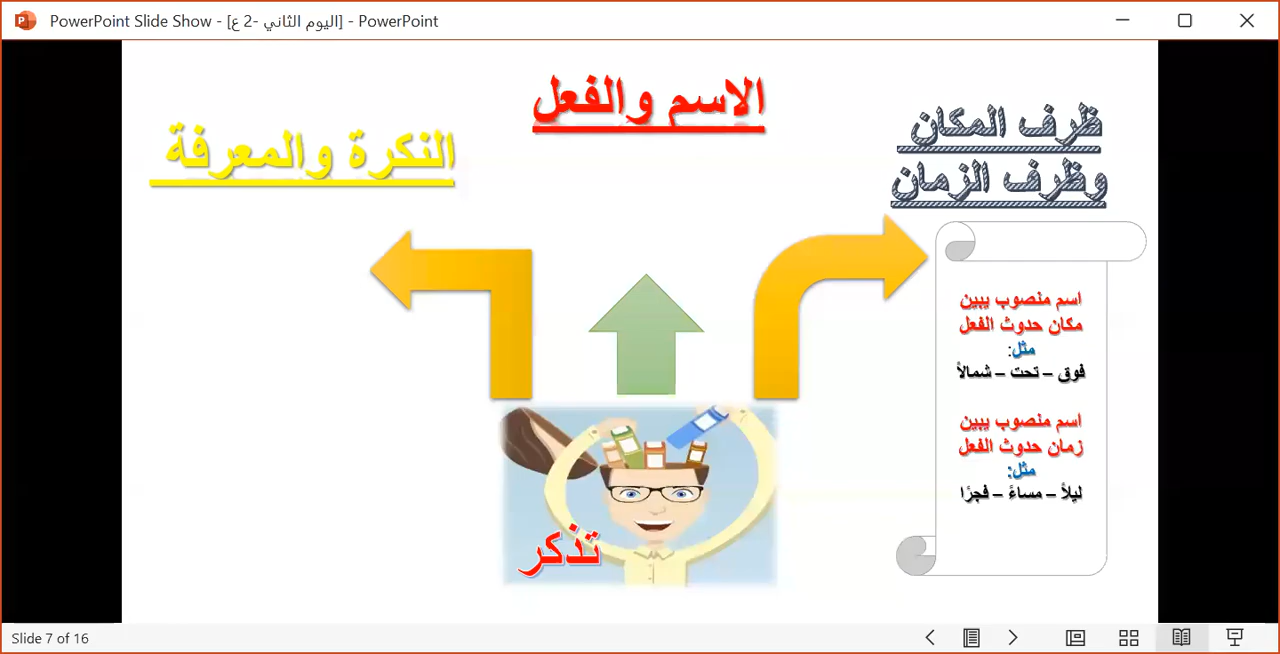 PowerPoint Slide Show - [اليوم الثاني -2 ع] - PowerPoint
الاسم والفعل
ظرف المكان
وظرف الزمان
النكرة والمعرفة
اسم منصوب يبين
مكان حدوث الفعل
مثل:
فوق – تحت – شمالاً
اسم منصوب يبين
زمان حدوث الفعل
مثل:
ليلاً – مساءً – فجرًا
تذكر
Slide 7 of 16